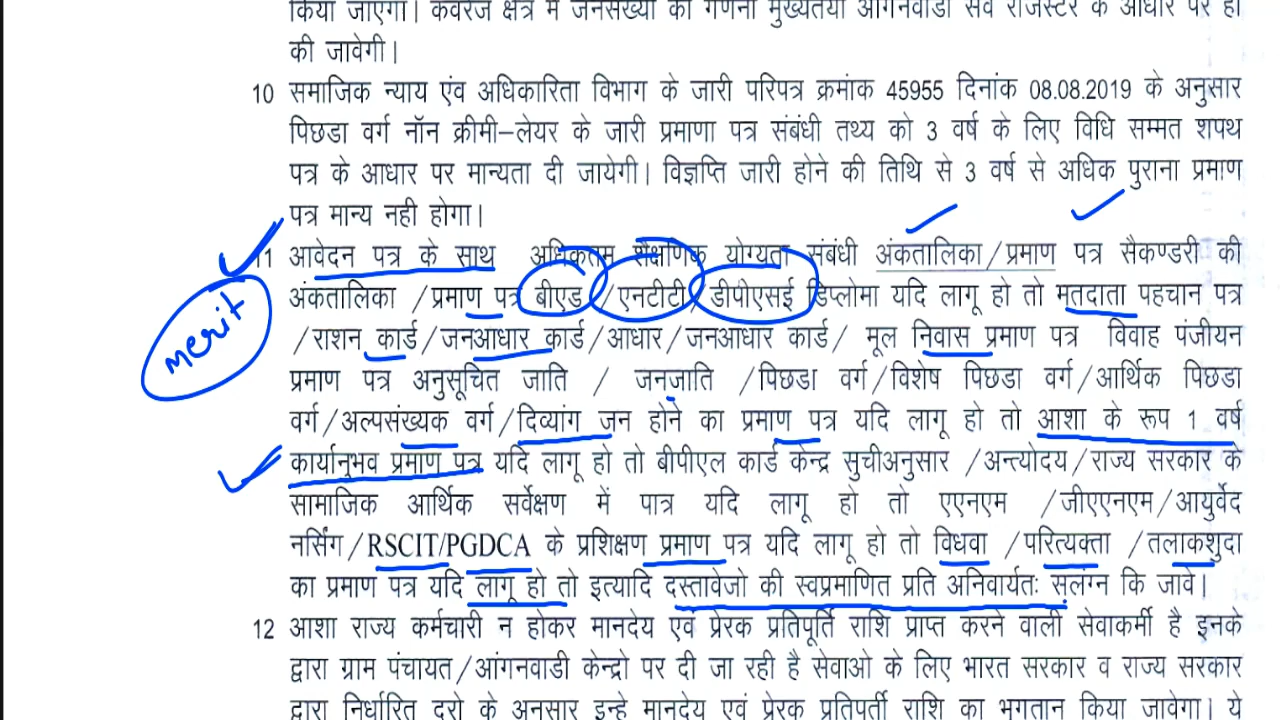 किया जाएगा। कवरेज क्षेत्र में जनसंख्या की गणना मुख्यतया आंगनवाडी सर्वे राजस्टर के आधार पर ही
की जावेगी।
10 समाजिक न्याय एंव अधिकारिता विभाग के जारी परिपत्र क्रमांक 45955 दिनांक 08.08.2019 के अनुसार
पिछडा वर्ग नॉन क्रीमी–लेयर के जारी प्रमाणा पत्र संबंधी तथ्य को 3 वर्ष के लिए विधि सम्मत शपथ
पत्र के आधार पर मान्यता दी जायेगी। विज्ञप्ति जारी होने की तिथि से 3 वर्ष से अधिक पुराना प्रमाण
पत्र मान्य नही होगा।
11 आवेदन पत्र के साथ अधिकतम शैक्षणिक योग्यता संबंधी अंकतालिका/प्रमाण पत्र सैकण्डरी की
अंकतालिका /प्रमाण पत्र बीएड /एनटीटी/ डीपीएसई डिप्लोमा यदि लागू हो तो मतदाता पहचान पत्र
merit
/राशन कार्ड/जनआधार कार्ड/आधार/जनआधार कार्ड/ मूल निवास प्रमाण पत्र विवाह पंजीयन
प्रमाण पत्र अनुसूचित जाति / जनजाति /पिछडा वर्ग/विशेष पिछडा वर्ग/आर्थिक पिछडा
वर्ग/अल्पसंख्यक वर्ग/दिव्यांग जन होने का प्रमाण पत्र यदि लागू हो तो आशा के रूप 1 वर्ष
कार्यानुभव प्रमाण पत्र यदि लागू हो तो बीपीएल कार्ड केन्द्र सुचीअनुसार /अन्त्योदय/राज्य सरकार के
सामाजिक आर्थिक सर्वेक्षण में पात्र यदि लागू हो तो एएनएम /जीएएनएम/आयुर्वेद
नर्सिंग/RSCIT/PGDCA के प्रशिक्षण प्रमाण पत्र यदि लागू हो तो विधवा /परित्यक्ता /तलाकशुदा
का प्रमाण पत्र यदि लागू हो तो इत्यादि दस्तावेजो की स्वप्रमाणित प्रति अनिवार्यतः सलंग्न कि जावे।
12 आशा राज्य कर्मचारी न होकर मानदेय एवं प्रेरक प्रतिपूर्ति राशि प्राप्त करने वाली सेवाकर्मी है इनके
द्वारा ग्राम पंचायत/आंगनवाडी केन्द्रो पर दी जा रही है सेवाओ के लिए भारत सरकार व राज्य सरकार
द्वारा निर्धारित दरो के अनुसार इन्हे मानदेय एवं प्रेरक प्रतिपूर्ती राशि का भुगतान किया जावेगा। ये